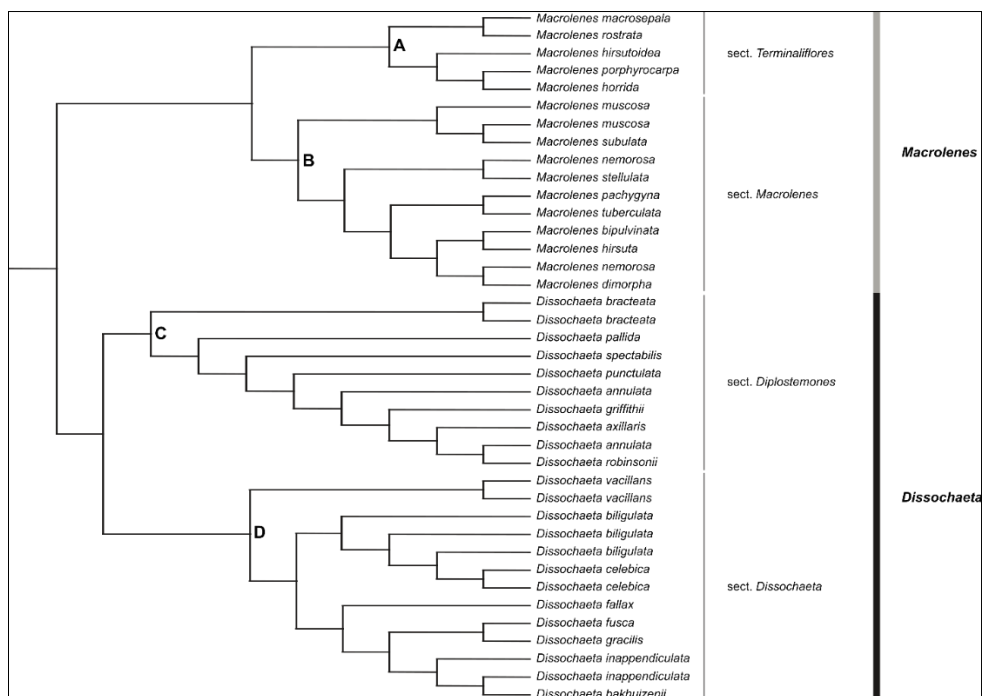 Macrolenes macrosepala
Macrolenes rostrata
A
Macrolenes hirsutoidea
sect. Terminaliflores
Macrolenes porphyrocarpa
Macrolenes horrida
Macrolenes muscosa
Macrolenes muscosa
Macrolenes subulata
Macrolenes
B
Macrolenes nemorosa
Macrolenes stellulata
sect. Macrolenes
Macrolenes pachygyna
Macrolenes tuberculata
Macrolenes bipulvinata
Macrolenes hirsuta
Macrolenes nemorosa
Macrolenes dimorpha
Dissochaeta bracteata
Dissochaeta bracteata
C
Dissochaeta pallida
Dissochaeta spectabilis
Dissochaeta punctulata
sect. Diplostemones
Dissochaeta annulata
Dissochaeta griffithii
Dissochaeta axillaris
Dissochaeta annulata
Dissochaeta robinsonii
Dissochaeta vacillans
Dissochaeta vacillans
Dissochaeta
Dissochaeta biligulata
D
Dissochaeta biligulata
Dissochaeta biligulata
Dissochaeta celebica
Dissochaeta celebica
sect. Dissochaeta
Dissochaeta fallax
Dissochaeta fusca
Dissochaeta gracilis
Dissochaeta inappendiculata
Dissochaeta inappendiculata
Dissochaeta bakhuizenii